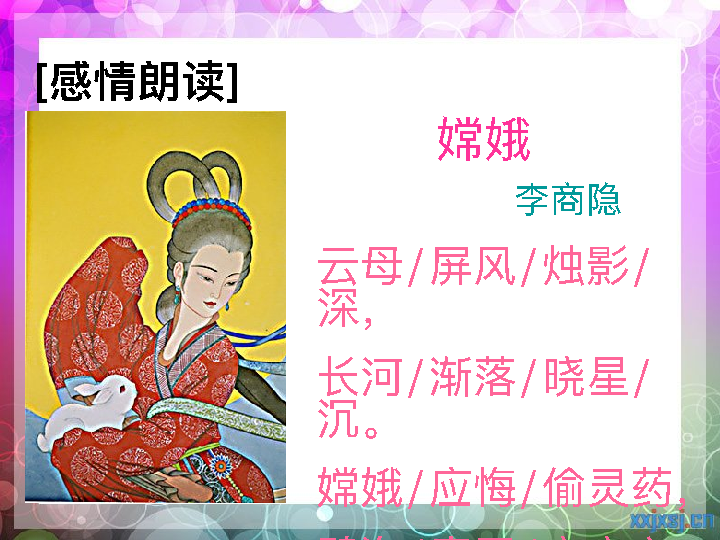 [感情朗读]
嫦娥
李商隐
云母/屏风/烛影/
深，
长河/渐落/晓星/
沉。
嫦娥/应悔/偷灵药，
xxjxsj.cn